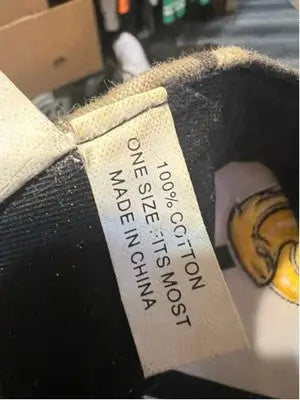 100% COTTON
ONE SIZE FITS MOST
MADE IN CHINA